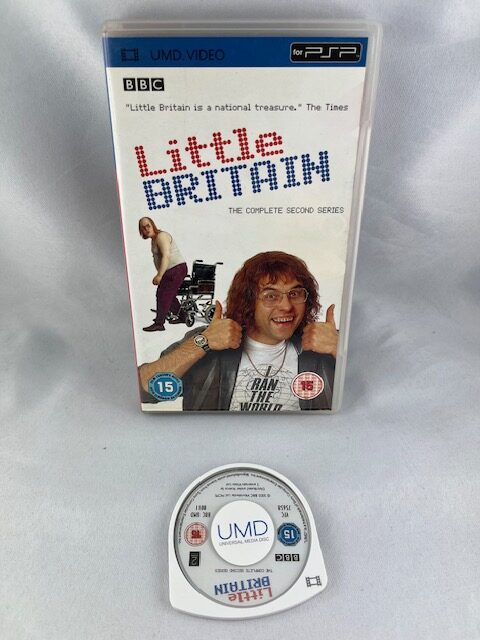 UMD VIDEO
for PSP
BBC
"Little Britain is a national treasure." The Times
Little
BRITAIN
THE COMPLETE SECOND SERIES
I
RAN
THE WORLD
15
15
UMD
UNIVERSAL MEDIA DISC
15
15
BBC
THE COMPLETE SECOND SERIES
Little
BRITAIN